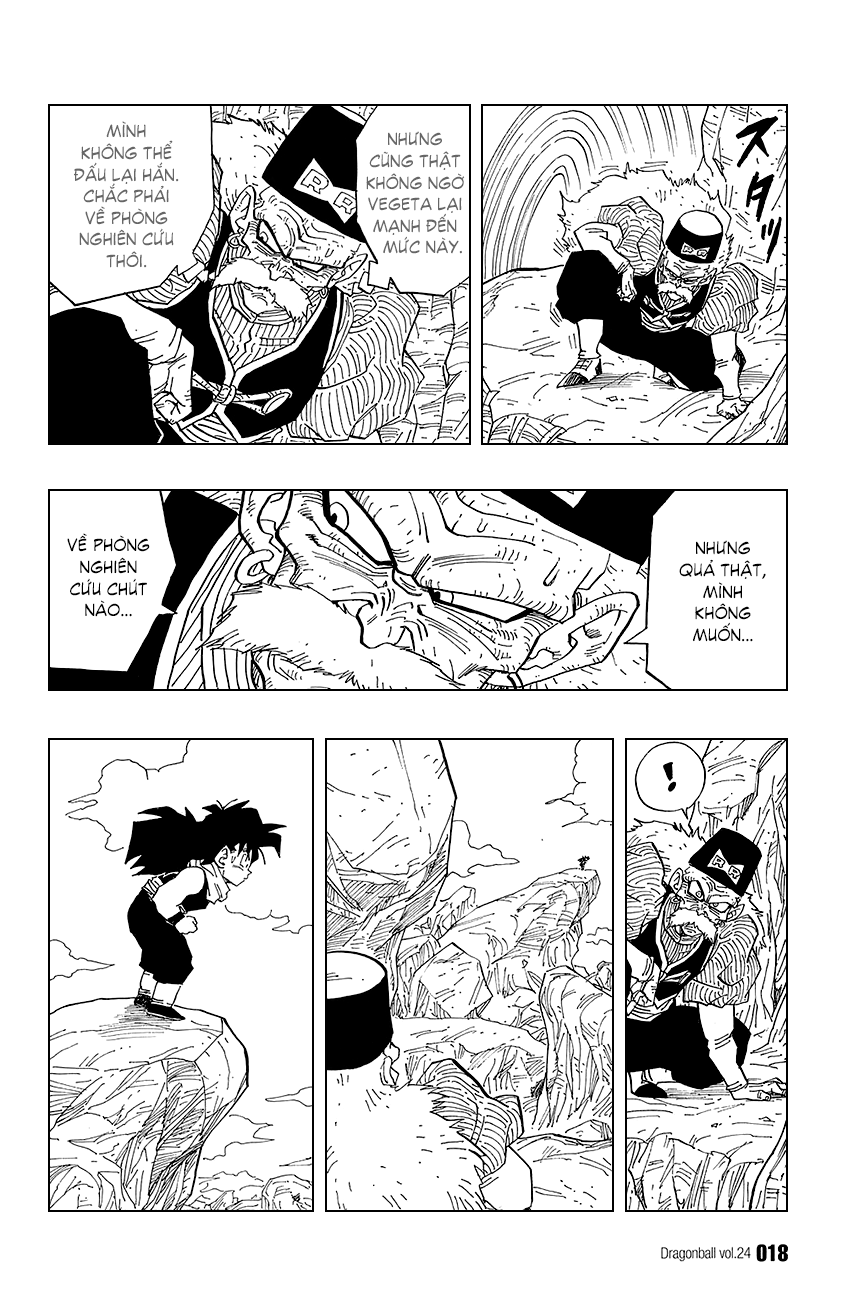 スタッ
NHƯNG
CŨNG THẬT
KHÔNG NGỜ
VEGETA LẠI
MẠNH ĐẾN
MỨC NÀY.
MÌNH
KHÔNG THỂ
ĐẤU LẠI HẮN.
CHẮC PHẢI
VỀ PHÒNG
NGHIÊN CỨU
THÔI.
NHƯNG
QUẢ THẬT,
MÌNH
KHÔNG
MUỐN...
VỀ PHÒNG
NGHIÊN
CỨU CHÚT
NÀO...
!
Dragonball vol.24 018